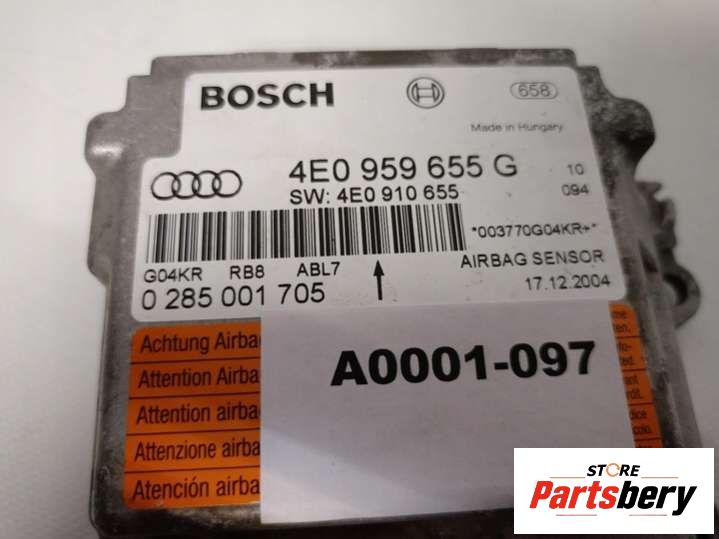 BOSCH
658
Made in Hungary
4E0 959 655 G
10
SW: 4E0 910 655
094
*003770G04KR+*
G04KR RB8 ABL7
AIRBAG SENSOR
0 285 001 705
17.12.2004
Achtung Airba
Attention Airba
Attention airba
Attenzione airba
Atención airba
A0001-097
STORE
Partsbery